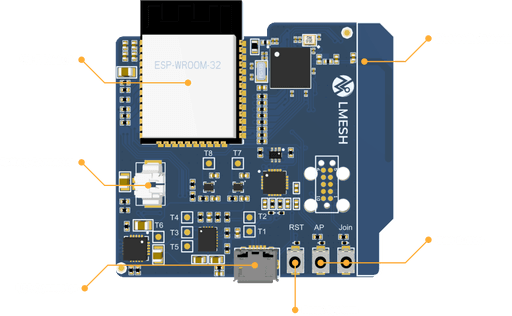 ESP-WROOM-32
LMESH
T8 T7
T4 T2
T3 T1
T6
T5
RST AP Join